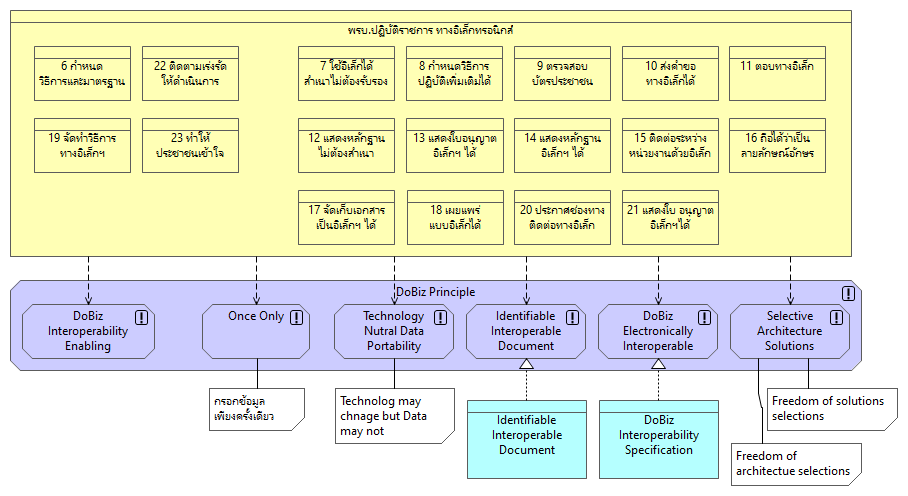 พรบ.ปฏิบัติราชการ ทางอิเล็กทรอนิกส์
6 กำหนด
วิธีการและมาตรฐาน
22 ติดตามเร่งรัด
ให้ดำเนินการ
7 ใช้อิเล็กได้
สำเนาไม่ต้องรับรอง
8 กำหนดวิธีการ
ปฏิบัติเพิ่มเติมได้
9 ตรวจสอบ
บัตรประชาชน
10 ส่งคำขอ
ทางอิเล็กได้
11 ตอบทางอิเล็ก
19 จัดทำวิธีการ
ทางอิเล็กฯ
23 ทำให้
ประชาชนเข้าใจ
12 แสดงหลักฐาน
ไม่ต้องสำเนา
13 แสดงใบอนุญาต
อิเล็กฯ ได้
14 แสดงหลักฐาน
อิเล็กฯ ได้
15 ติดต่อระหว่าง
หน่วยงานด้วยอิเล็ก
16 ถือได้ว่าเป็น
ลายลักษณ์อักษร
17 จัดเก็บเอกสาร
เป็นอิเล็กฯ ได้
18 เผยแพร่
แบบอิเล็กได้
20 ประกาศช่องทาง
ติดต่อทางอิเล็ก
21 แสดงใบ อนุญาต
อิเล็กฯได้
DoBiz Principle
DoBiz
Interoperability
Enabling
Once Only
Technology
Nutral Data
Portability
Identifiable
Interoperable
Document
DoBiz
Electronically
Interoperable
Selective
Architecture
Solutions
กรอกข้อมูล
เพียงครั้งเดียว
Technolog may
chnage but Data
may not
Identifiable
Interoperable
Document
DoBiz
Interoperability
Specification
Freedom of solutions
selections
Freedom of
architectue selections